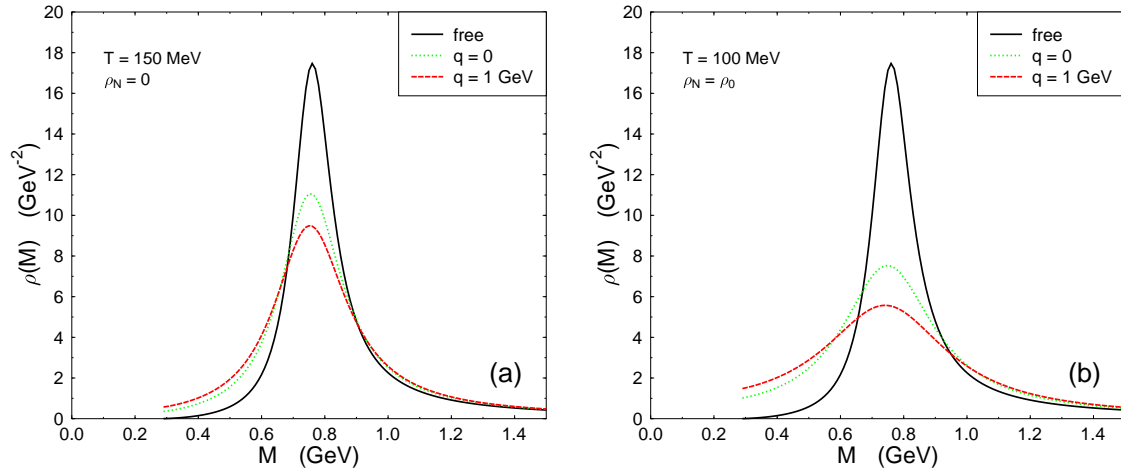 20
18
16
14
12
10
8
6
4
2
0
ρ(M) (GeV⁻²)
T = 150 MeV
ρN = 0
free
q = 0
q = 1 GeV
(a)
0.0 0.2 0.4 0.6 0.8 1.0 1.2 1.4
M (GeV)
20
18
16
14
12
10
8
6
4
2
0
ρ(M) (GeV⁻²)
T = 100 MeV
ρN = ρ0
free
q = 0
q = 1 GeV
(b)
0.0 0.2 0.4 0.6 0.8 1.0 1.2 1.4
M (GeV)